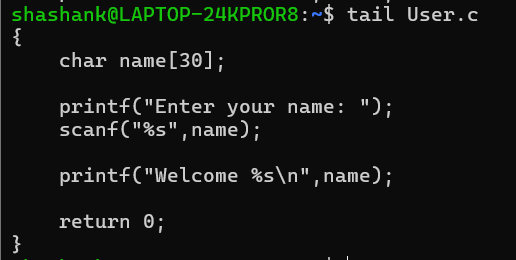 shashank@LAPTOP-24KPROR8:~$ tail User.c
{
    char name[30];

    printf("Enter your name: ");
    scanf("%s",name);

    printf("Welcome %s\n",name);

    return 0;
}